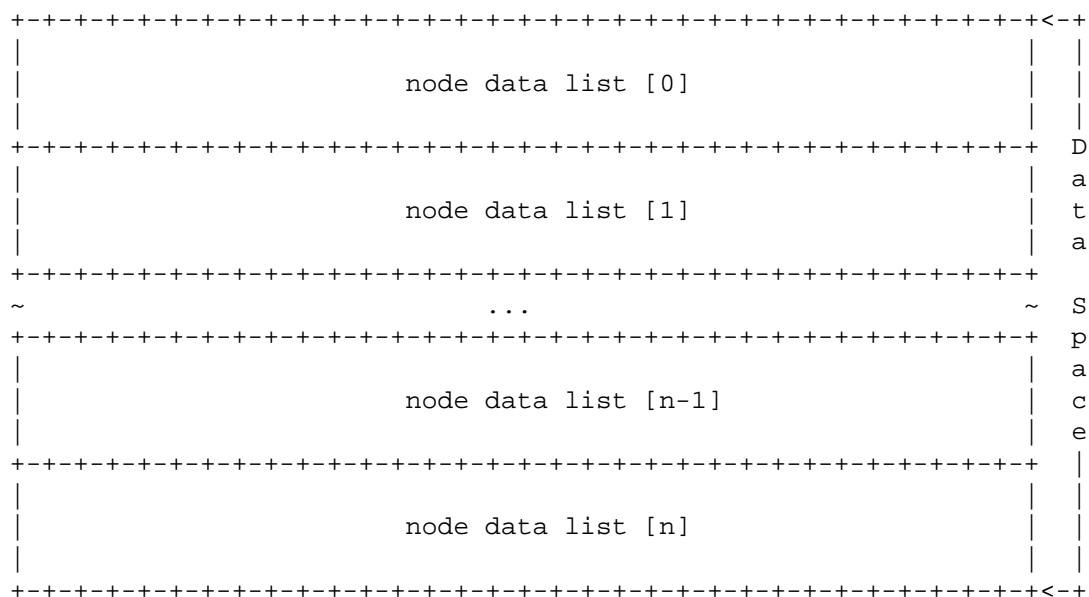 +-+-+-+-+-+-+-+-+-+-+-+-+-+-+-+-+-+-+-+-+-+-+-+-+-+-+-+-+-+-+-+-+<-+
|                                                               |  |
|                        node data list [0]                     |  |
|                                                               |  |
+-+-+-+-+-+-+-+-+-+-+-+-+-+-+-+-+-+-+-+-+-+-+-+-+-+-+-+-+-+-+-+-+  D
|                                                               |  a
|                        node data list [1]                     |  t
|                                                               |  a
+-+-+-+-+-+-+-+-+-+-+-+-+-+-+-+-+-+-+-+-+-+-+-+-+-+-+-+-+-+-+-+-+
~                             ...                               ~  S
+-+-+-+-+-+-+-+-+-+-+-+-+-+-+-+-+-+-+-+-+-+-+-+-+-+-+-+-+-+-+-+-+  p
|                                                               |  a
|                        node data list [n-1]                   |  c
|                                                               |  e
+-+-+-+-+-+-+-+-+-+-+-+-+-+-+-+-+-+-+-+-+-+-+-+-+-+-+-+-+-+-+-+-+  |
|                                                               |  |
|                        node data list [n]                     |  |
|                                                               |  |
+-+-+-+-+-+-+-+-+-+-+-+-+-+-+-+-+-+-+-+-+-+-+-+-+-+-+-+-+-+-+-+-+<-+